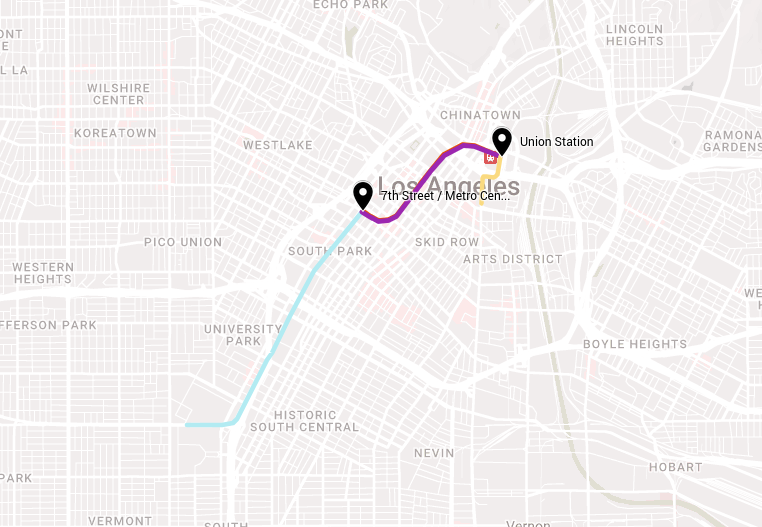 ECHO PARK
LINCOLN
HEIGHTS
ONT
E
L LA
WILSHIRE
CENTER
CHINATOWN
KOREATOWN
WESTLAKE
RAMONA
GARDENS
Union Station
Los Angeles
7th Street / Metro Cen...
PICO UNION
SOUTH PARK
SKID ROW
ARTS DISTRICT
WESTERN
HEIGHTS
WE
H
FFERSON PARK
UNIVERSITY
PARK
BOYLE HEIGHTS
HISTORIC
SOUTH CENTRAL
NEVIN
HOBART
PARK
VERMONT
SOUTH
Vernon